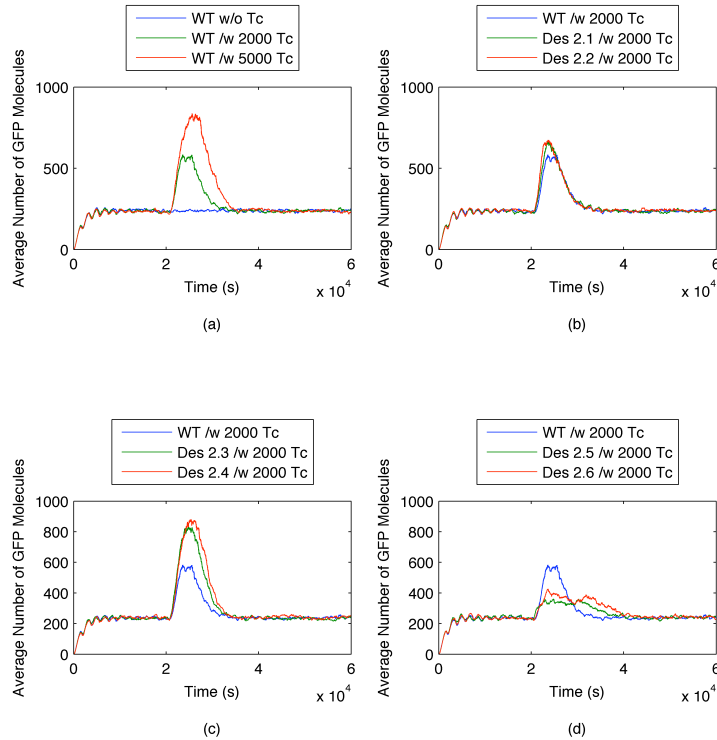 WT w/o Tc
WT /w 2000 Tc
WT /w 5000 Tc
Average Number of GFP Molecules
1000
500
0
0
2
4
6
Time (s)
x 10^4
(a)
WT /w 2000 Tc
Des 2.1 /w 2000 Tc
Des 2.2 /w 2000 Tc
Average Number of GFP Molecules
1000
500
0
0
2
4
6
Time (s)
x 10^4
(b)
WT /w 2000 Tc
Des 2.3 /w 2000 Tc
Des 2.4 /w 2000 Tc
Average Number of GFP Molecules
1000
800
600
400
200
0
0
2
4
6
Time (s)
x 10^4
(c)
WT /w 2000 Tc
Des 2.5 /w 2000 Tc
Des 2.6 /w 2000 Tc
Average Number of GFP Molecules
1000
800
600
400
200
0
0
2
4
6
Time (s)
x 10^4
(d)